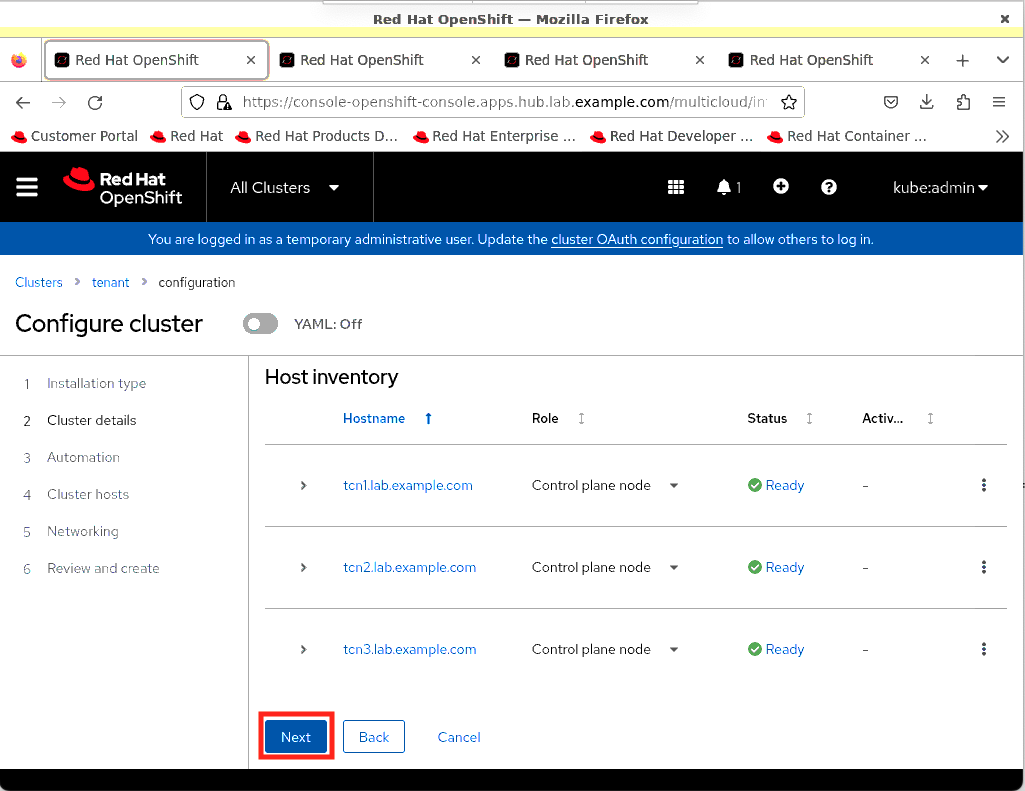 Red Hat OpenShift — Mozilla Firefox
Red Hat OpenShift Red Hat OpenShift Red Hat OpenShift Red Hat OpenShift
https://console-openshift-console.apps.hub.lab.example.com/multicloud/in
Customer Portal Red Hat Red Hat Products D... Red Hat Enterprise ... Red Hat Developer ... Red Hat Container ...
Red Hat
OpenShift
All Clusters 1 kube:admin
You are logged in as a temporary administrative user. Update the cluster OAuth configuration to allow others to log in.
Clusters tenant configuration
Configure cluster YAML: Off
1 Installation type
2 Cluster details
3 Automation
4 Cluster hosts
5 Networking
6 Review and create
Host inventory
Hostname Role Status Activ...
tcn1.lab.example.com Control plane node Ready –
tcn2.lab.example.com Control plane node Ready –
tcn3.lab.example.com Control plane node Ready –
Next Back Cancel